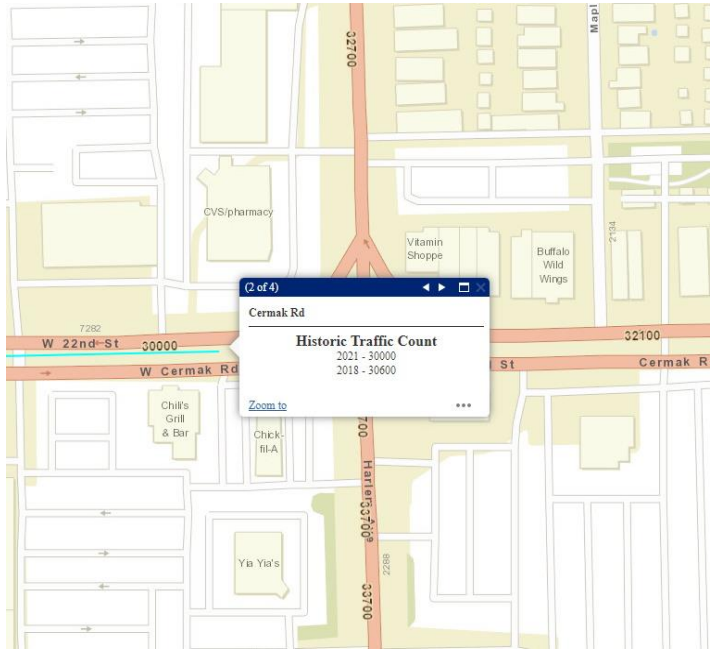 32700
Mapl
CVS/pharmacy
Vitamin
Shoppe
Buffalo
Wild
Wings
2134
(2 of 4)
Cermak Rd
Historic Traffic Count
2021 - 30000
2018 - 30600
Zoom to
7282
W 22nd St
30000
32100
W Cermak Rd
St
Cermak R
Chili's
Grill
& Bar
Chick-
fil-A
700
33700
2288
Yia Yia's
33700